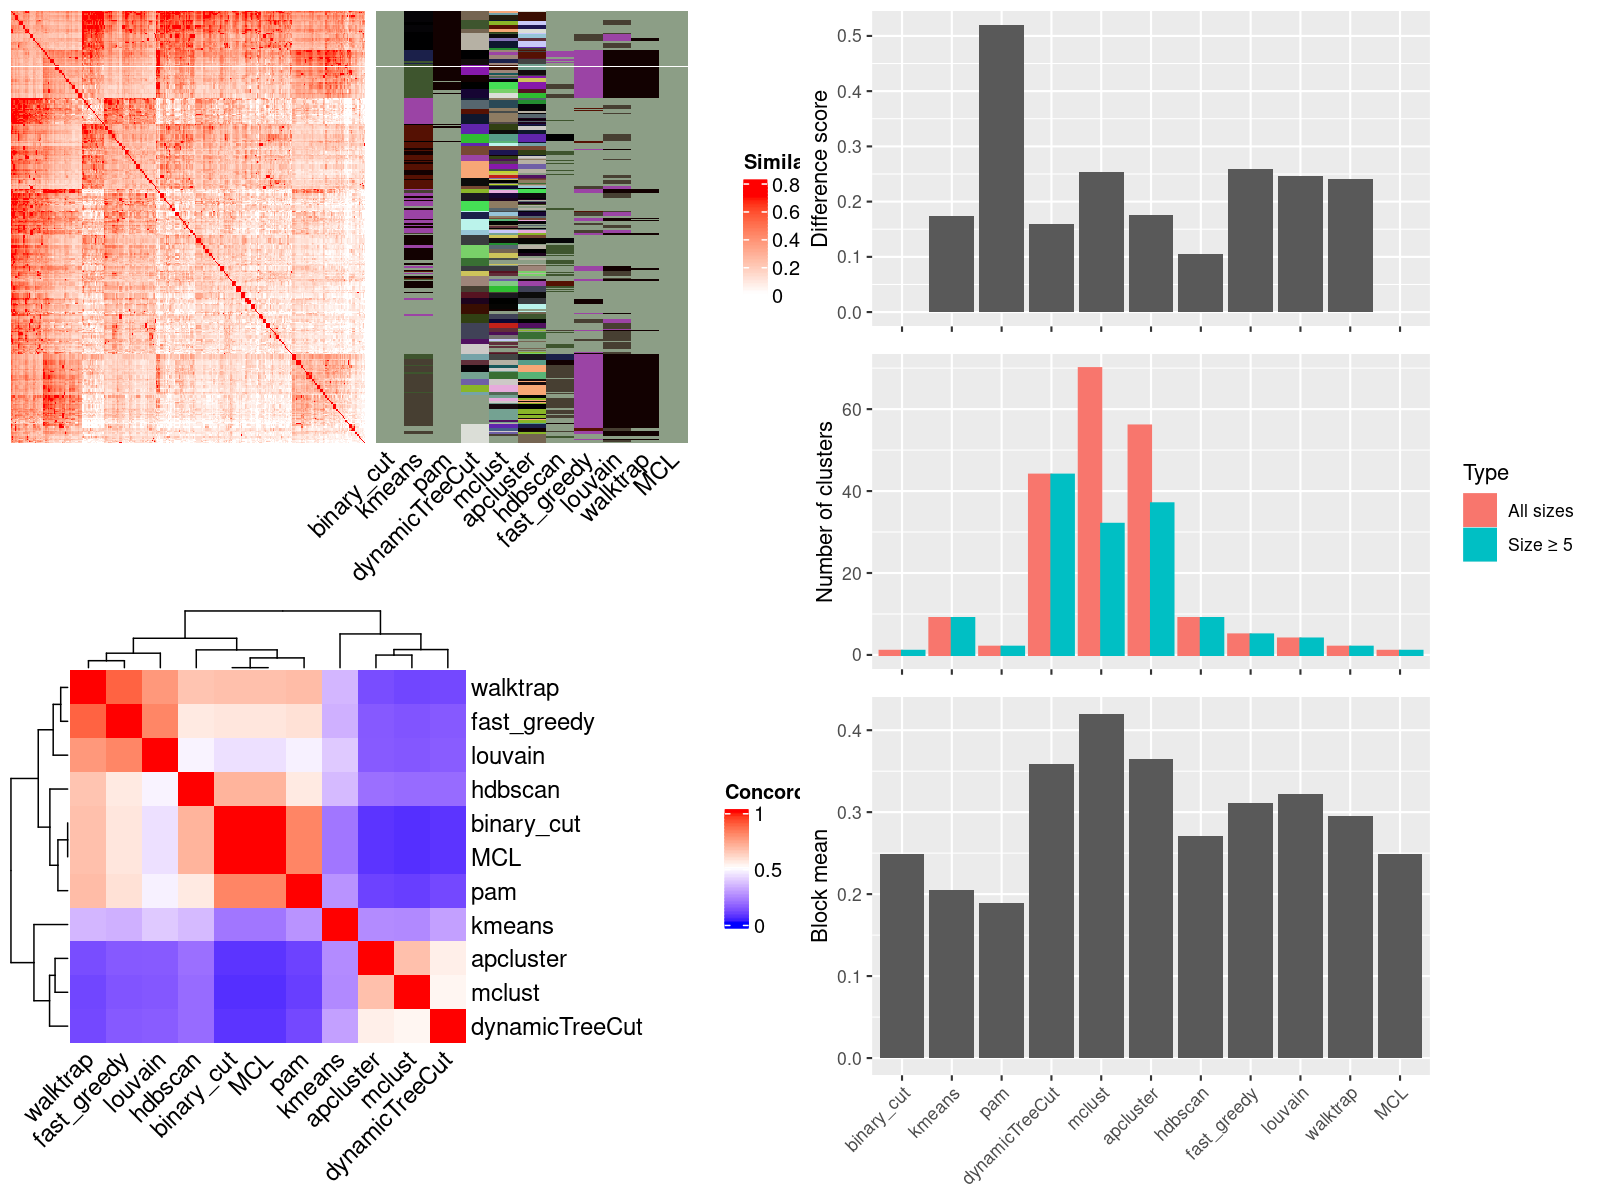 Simila
0.8
0.6
0.4
0.2
0
binary_cut
kmeans
pam
dynamicTreeCut
mclust
apcluster
hdbscan
fast_greedy
louvain
walktrap
MCL
Difference score
0.5
0.4
0.3
0.2
0.1
0.0
Number of clusters
60
40
20
0
Type
All sizes
Size ≥ 5
walktrap
fast_greedy
louvain
hdbscan
binary_cut
MCL
pam
kmeans
apcluster
mclust
dynamicTreeCut
walktrap
fast_greedy
louvain
hdbscan
binary_cut
MCL
pam
kmeans
apcluster
mclust
dynamicTreeCut
Concord
1
0.5
0
Block mean
0.4
0.3
0.2
0.1
0.0
binary_cut
kmeans
pam
dynamicTreeCut
mclust
apcluster
hdbscan
fast_greedy
louvain
walktrap
MCL